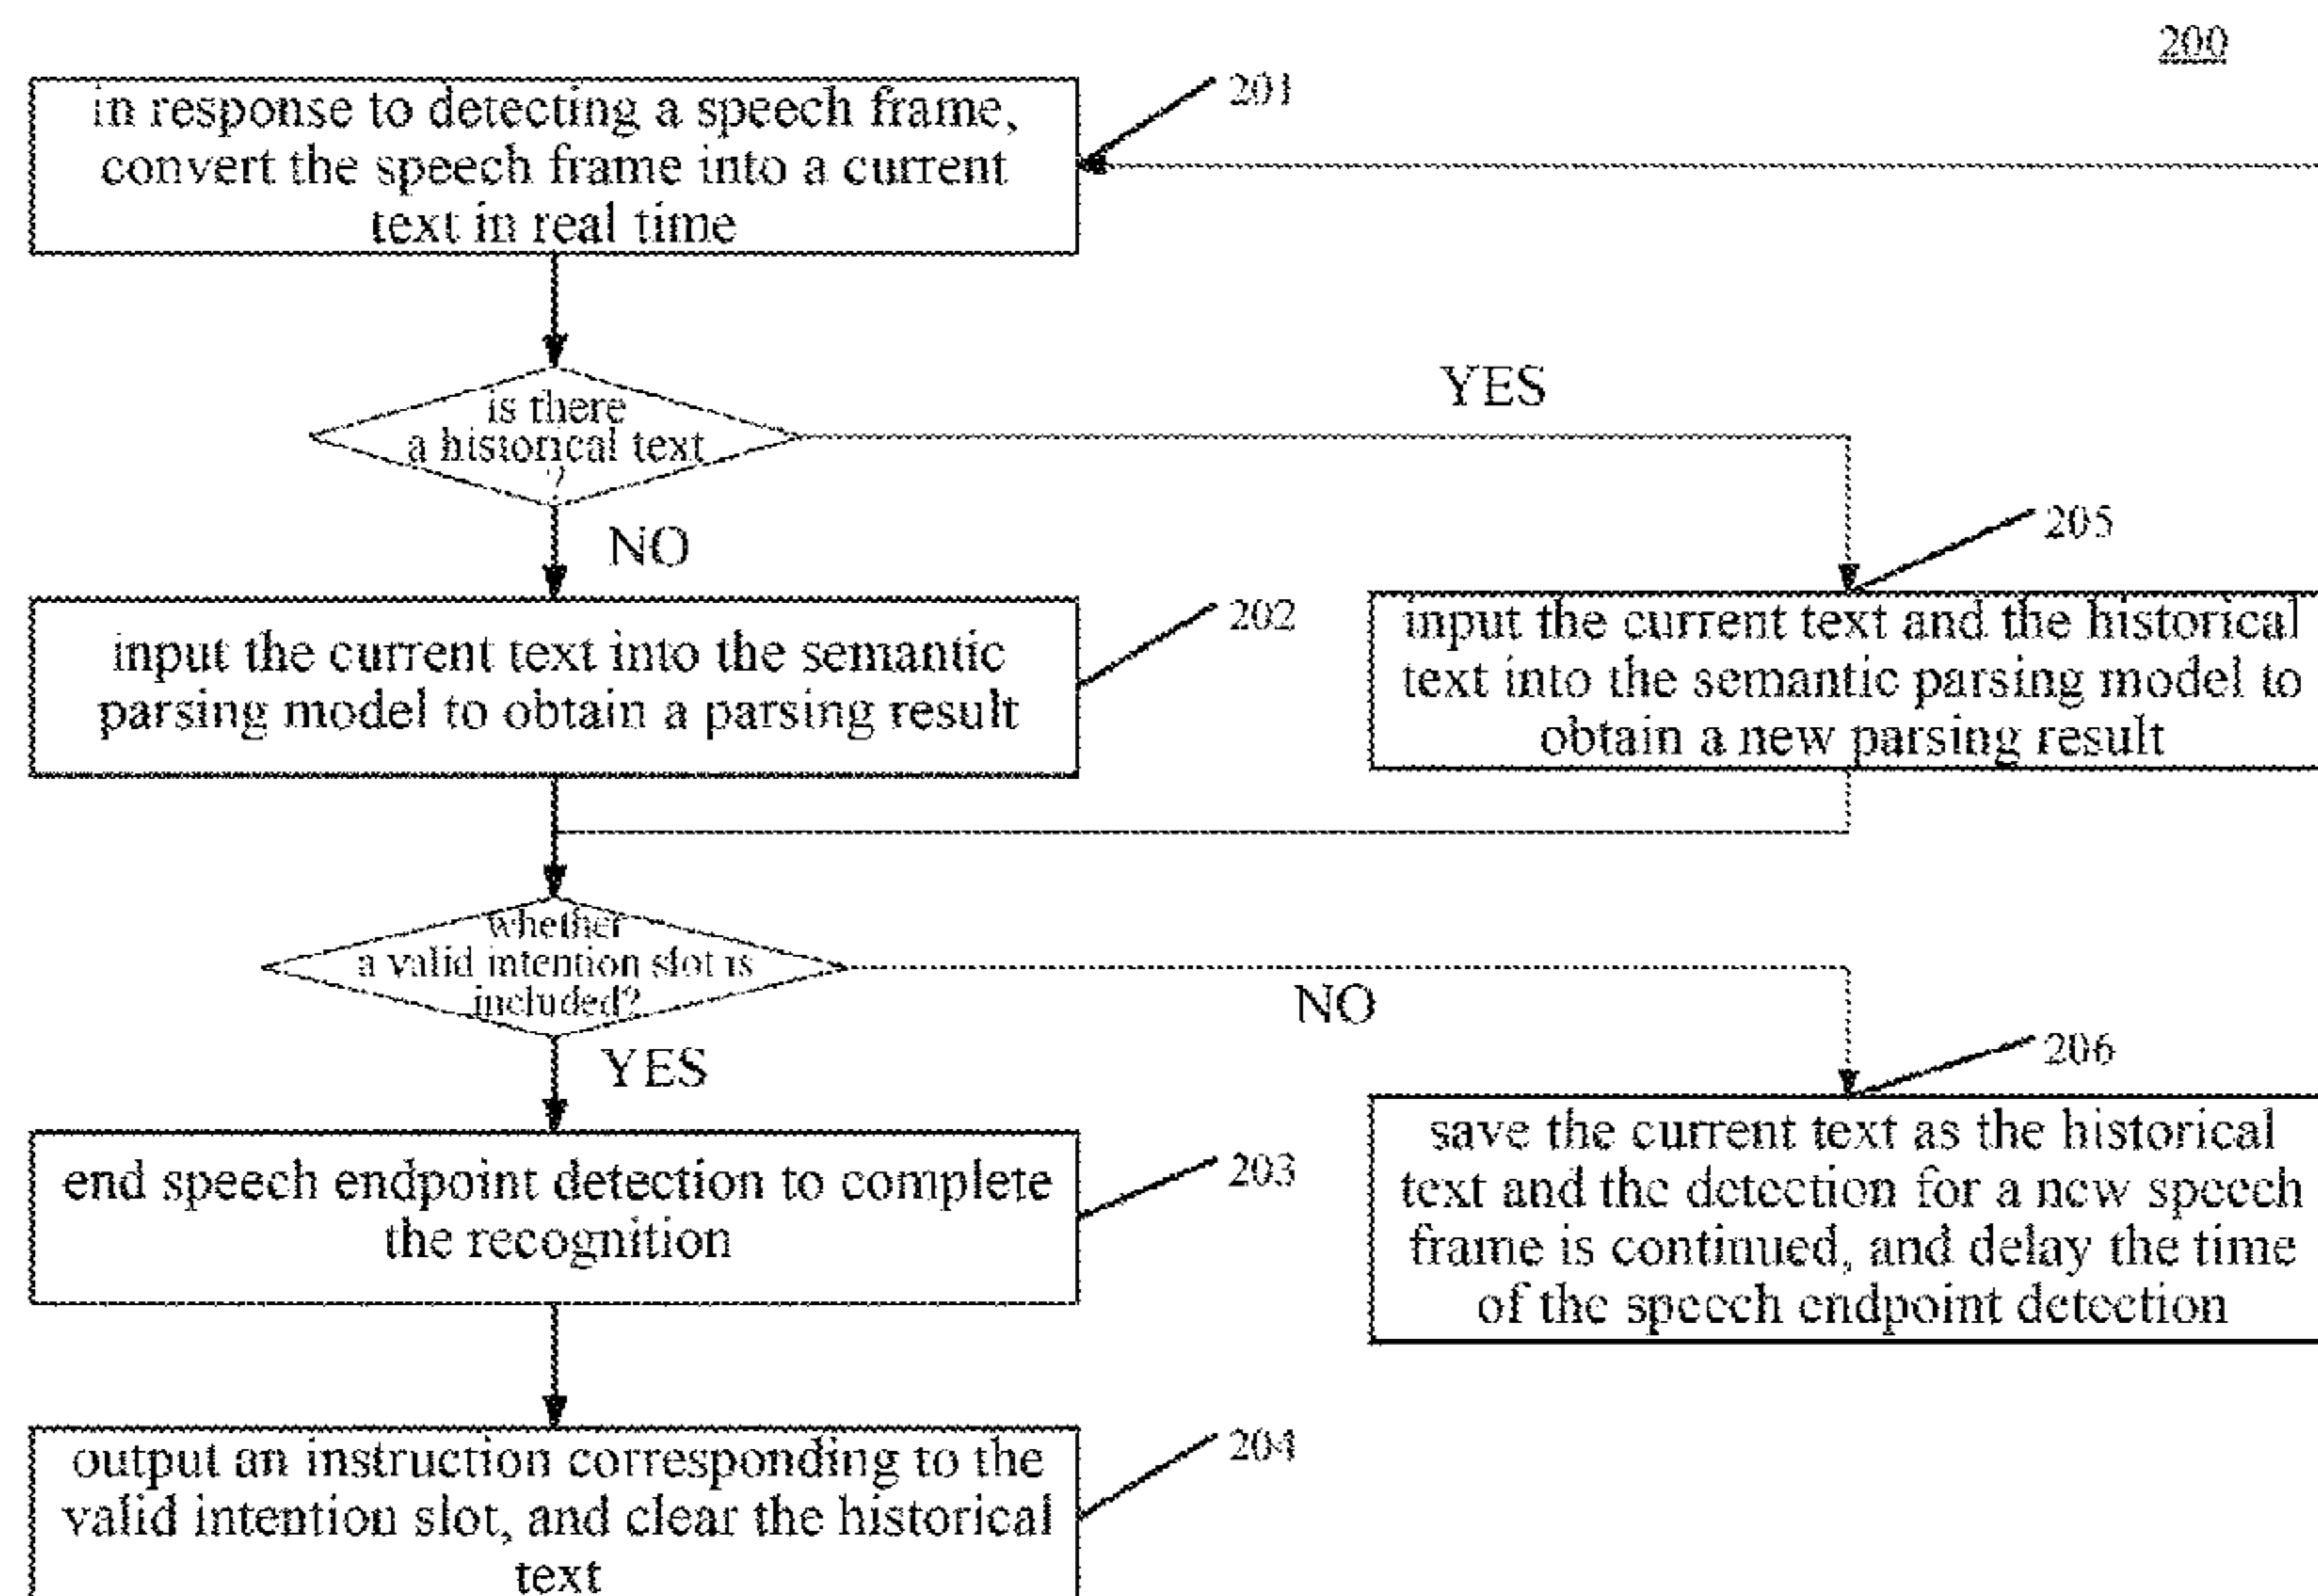 200
in response to detecting a speech frame,
convert the speech frame into a current
text in real time
201
is there
a historical text
?
YES
NO
205
input the current text into the semantic
parsing model to obtain a parsing result
202
input the current text and the historical
text into the semantic parsing model to
obtain a new parsing result
whether
a valid intention slot is
included?
NO
YES
206
end speech endpoint detection to complete
the recognition
203
save the current text as the historical
text and the detection for a new speech
frame is continued, and delay the time
of the speech endpoint detection
output an instruction corresponding to the
valid intention slot, and clear the historical
text
204